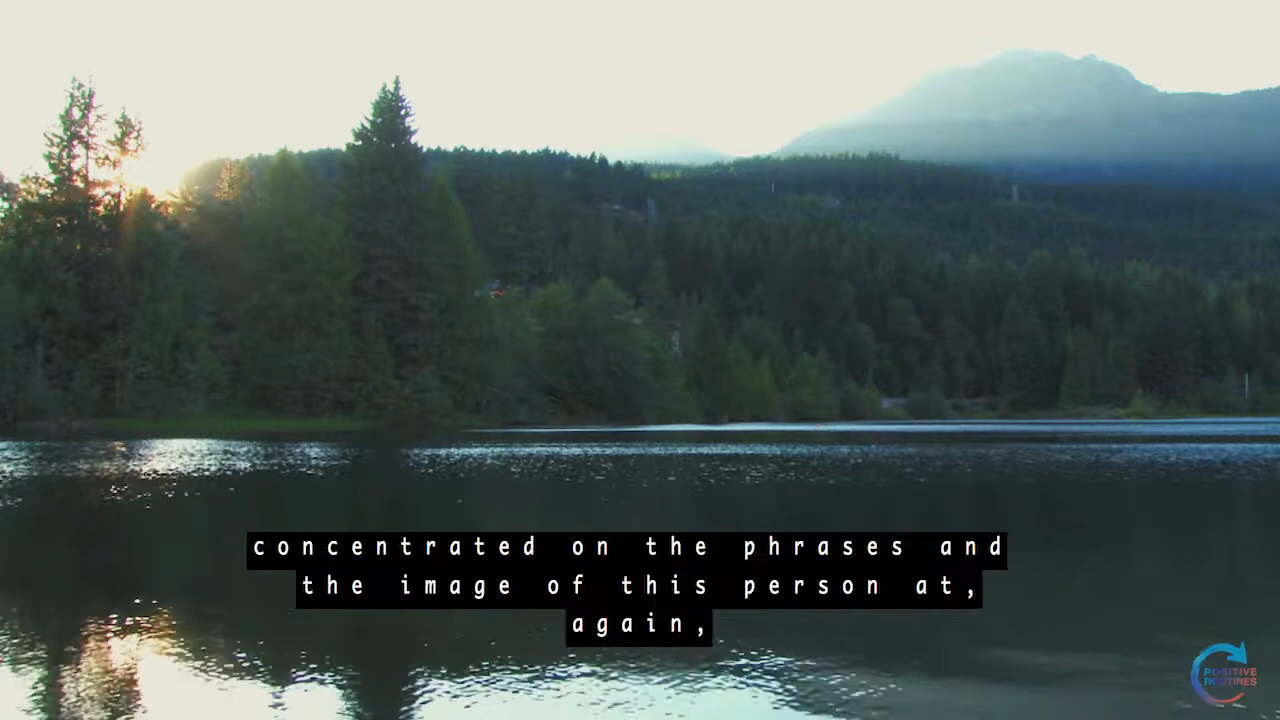 concentrated on the phrases and
the image of this person at,
again,
POSITIVE
ROUTINES